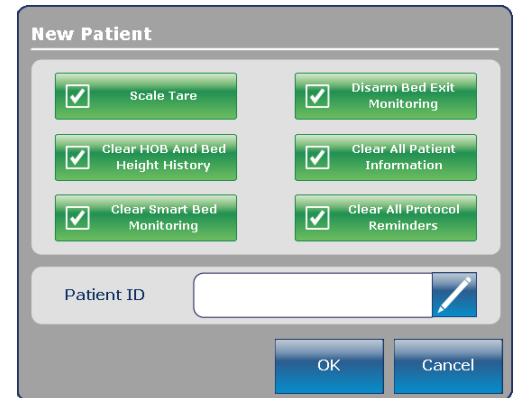 New Patient
Scale Tare
Disarm Bed Exit
Monitoring
Clear HOB And Bed
Height History
Clear All Patient
Information
Clear Smart Bed
Monitoring
Clear All Protocol
Reminders
Patient ID
OK
Cancel